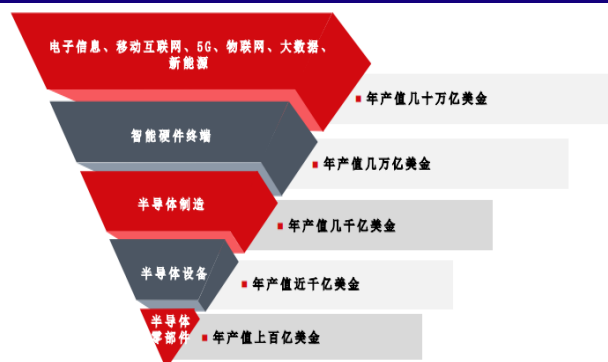 电子信息、移动互联网、5G、物联网、大数据、
新能源
年产值几十万亿美金
智能硬件终端
年产值几万亿美金
半导体制造
年产值几千亿美金
半导体设备
年产值近千亿美金
半导体
零部件
年产值上百亿美金